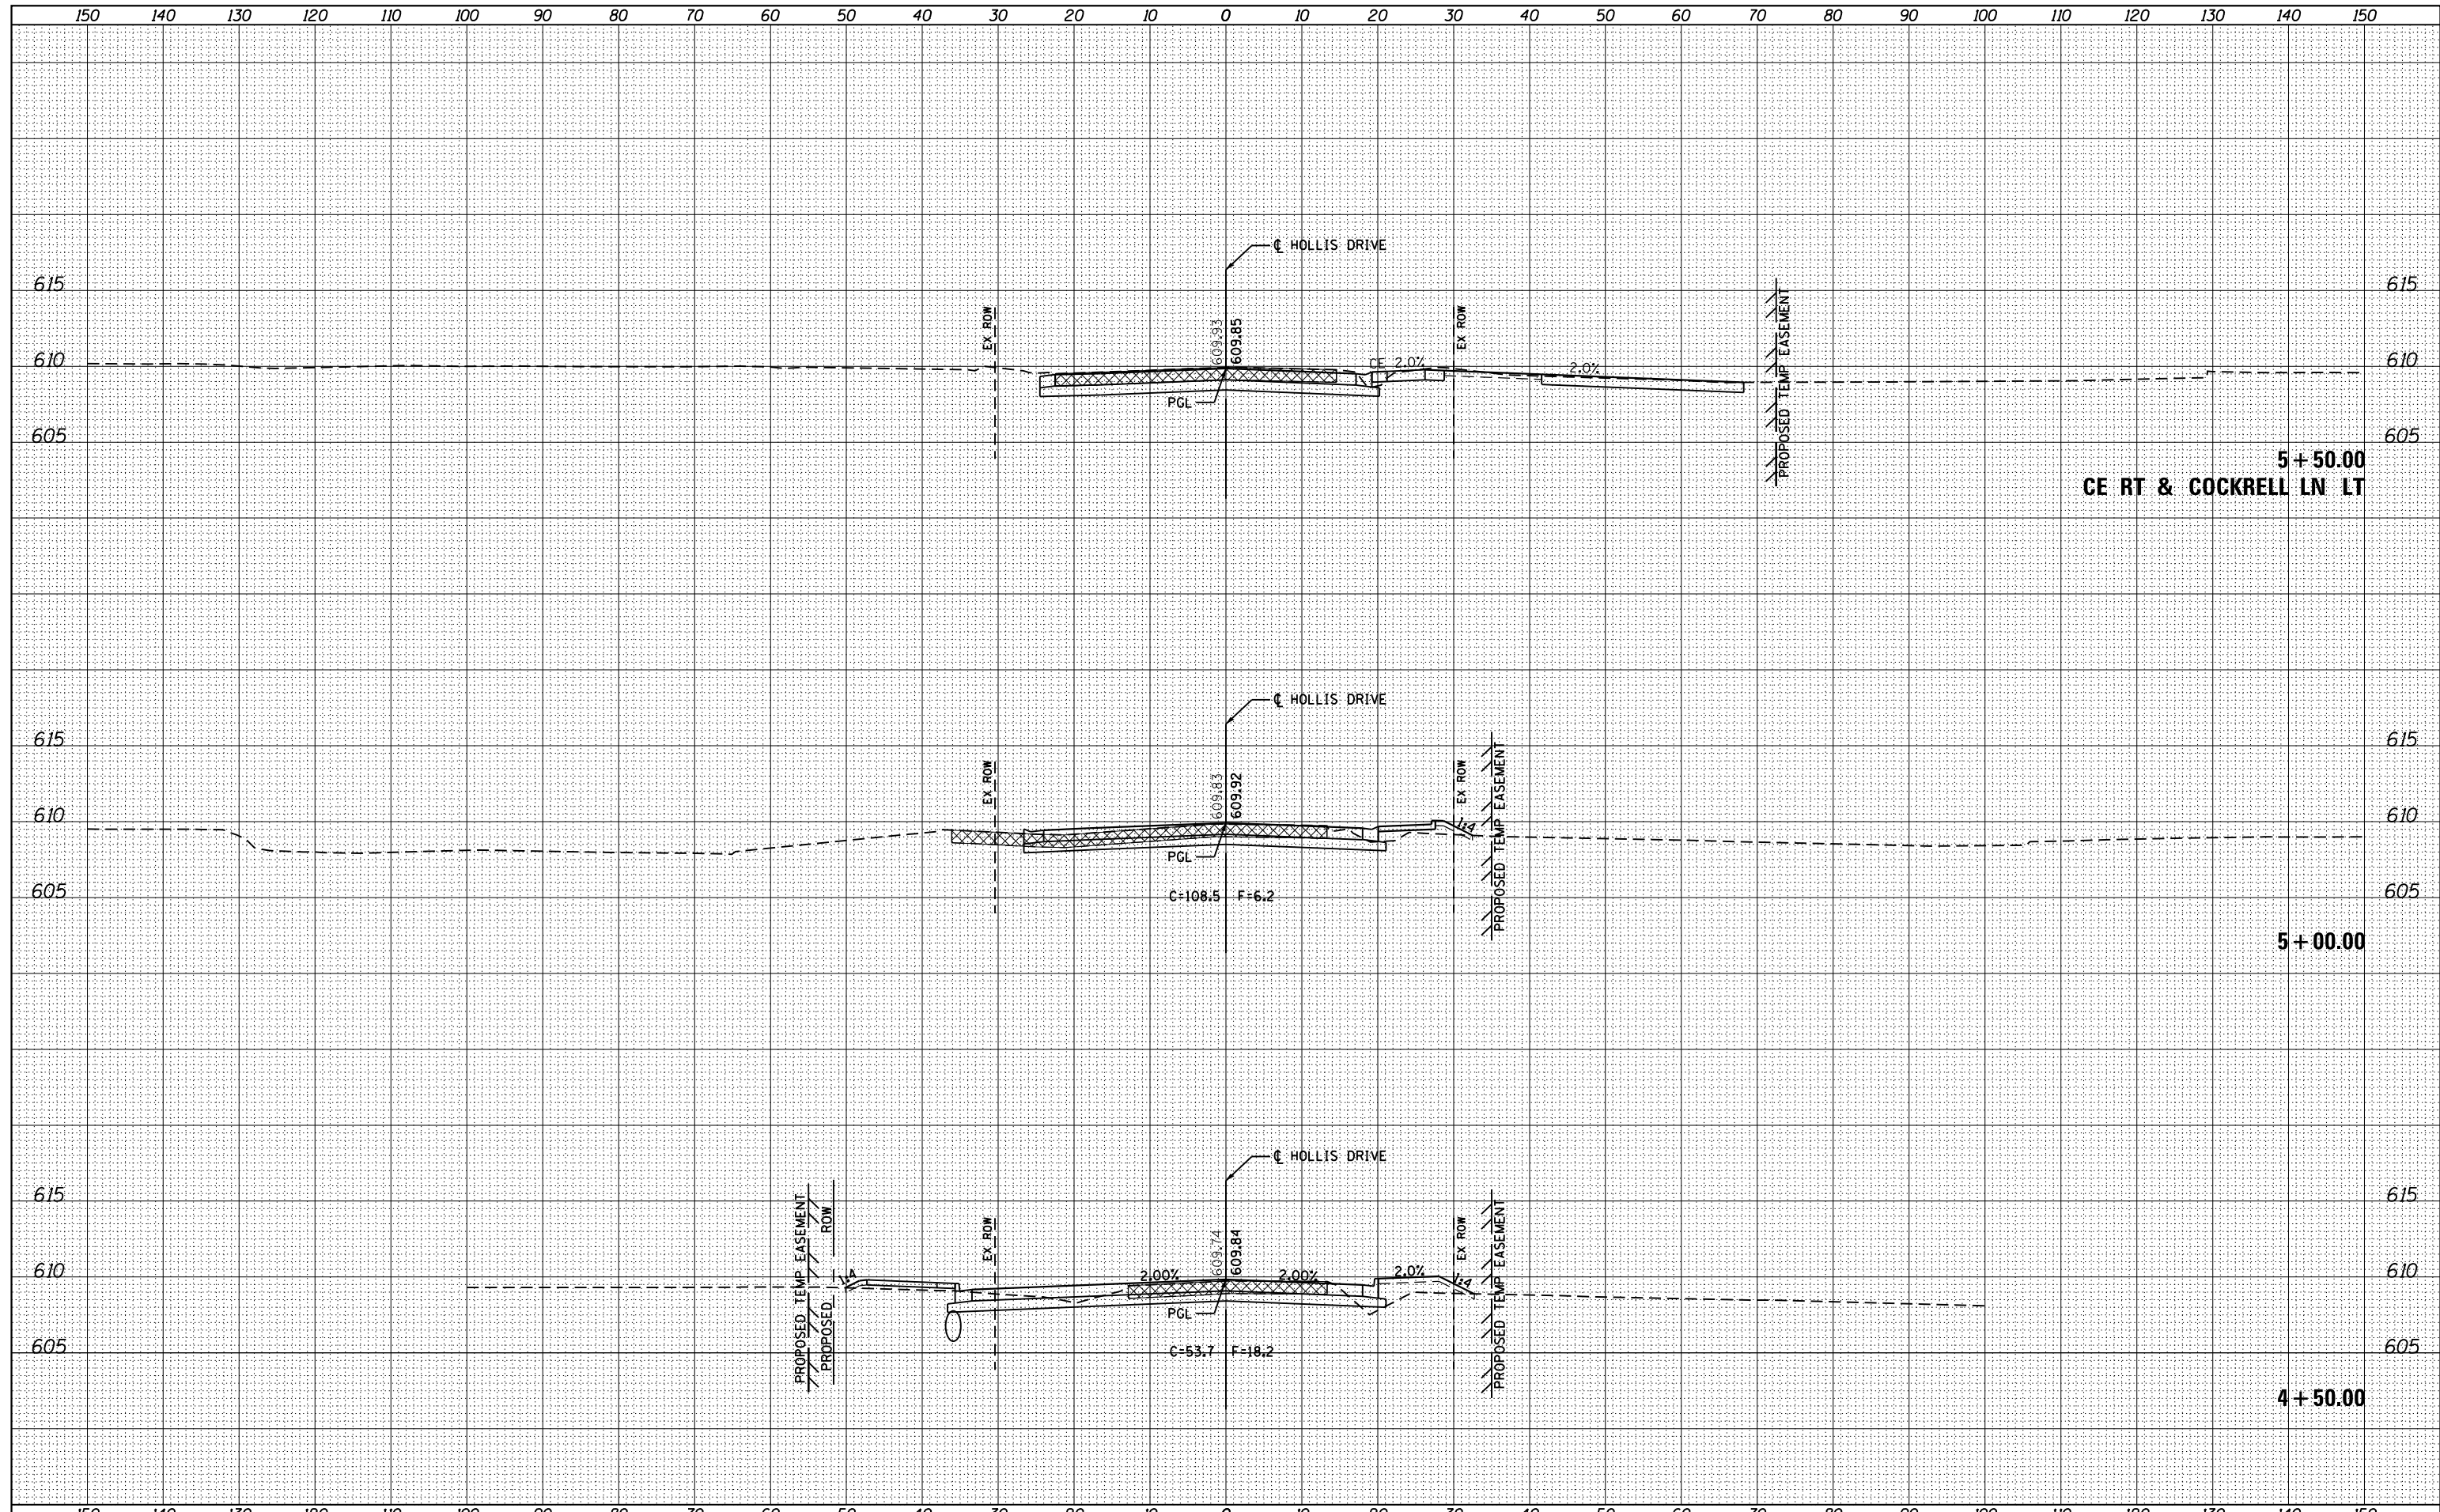 150 140 130 120 110 100 90 80 70 60 50 40 30 20 10 0 10 20 30 40 50 60 70 80 90 100 110 120 130 140 150
℄ HOLLIS DRIVE
615 615
EX ROW
609.93
609.85
EX ROW
PROPOSED TEMP EASEMENT
610 CE 2.0% 2.0% 610
PGL
605 605
5+50.00
CE RT & COCKRELL LN LT
℄ HOLLIS DRIVE
615 615
EX ROW
609.83
609.92
EX ROW
PROPOSED TEMP EASEMENT
610 1:4 610
PGL
605 C=108.5 F=6.2 605
5+00.00
℄ HOLLIS DRIVE
615 615
PROPOSED TEMP EASEMENT
PROPOSED ROW
EX ROW
609.74
609.84
EX ROW
PROPOSED TEMP EASEMENT
610 1:4 2.00% 2.00% 2.0% 1:4 610
PGL
605 C=53.7 F=18.2 605
4+50.00
150 140 130 120 110 100 90 80 70 60 50 40 30 20 10 0 10 20 30 40 50 60 70 80 90 100 110 120 130 140 150